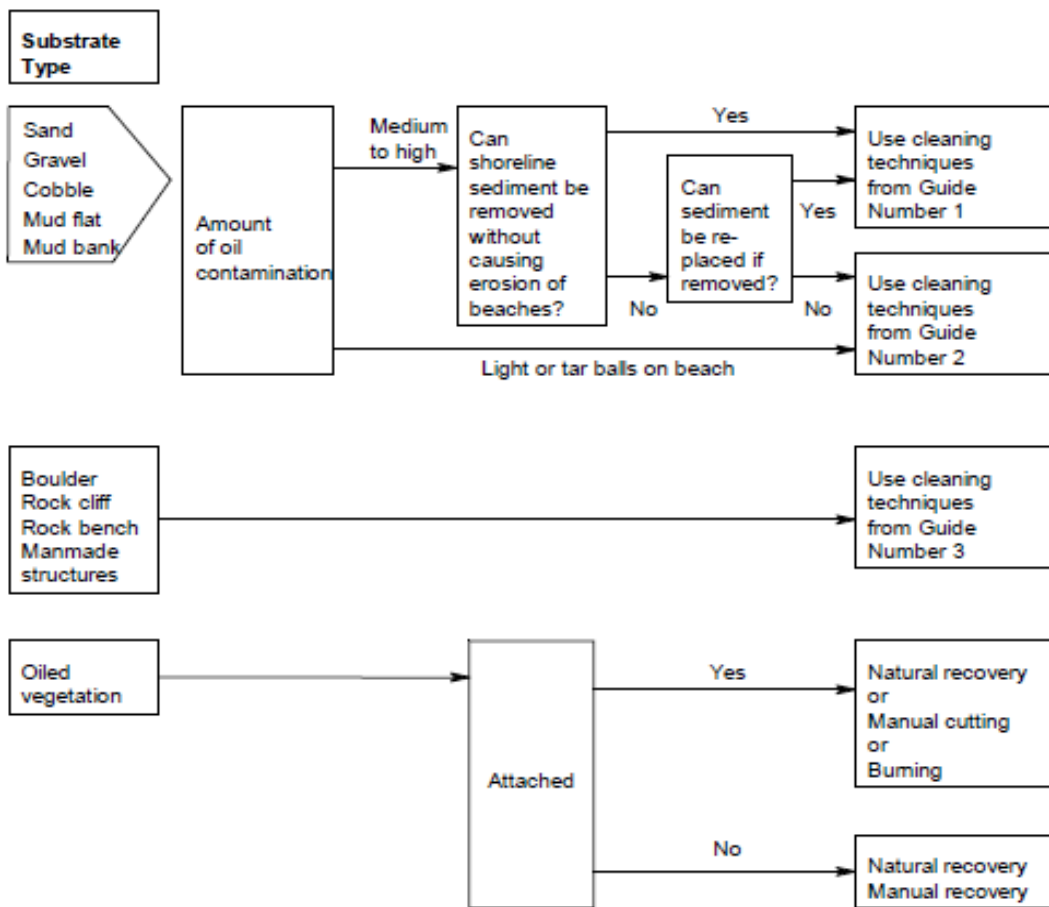 Substrate
Type
Sand
Gravel
Cobble
Mud flat
Mud bank
Amount
of oil
contamination
Medium
to high
Can
shoreline
sediment be
removed
without
causing
erosion of
beaches?
Yes
No
Can
sediment
be re-
placed if
removed?
Yes
No
Use cleaning
techniques
from Guide
Number 1
Use cleaning
techniques
from Guide
Number 2
Light or tar balls on beach
Boulder
Rock cliff
Rock bench
Manmade
structures
Use cleaning
techniques
from Guide
Number 3
Oiled
vegetation
Attached
Yes
Natural recovery
or
Manual cutting
or
Burning
No
Natural recovery
Manual recovery